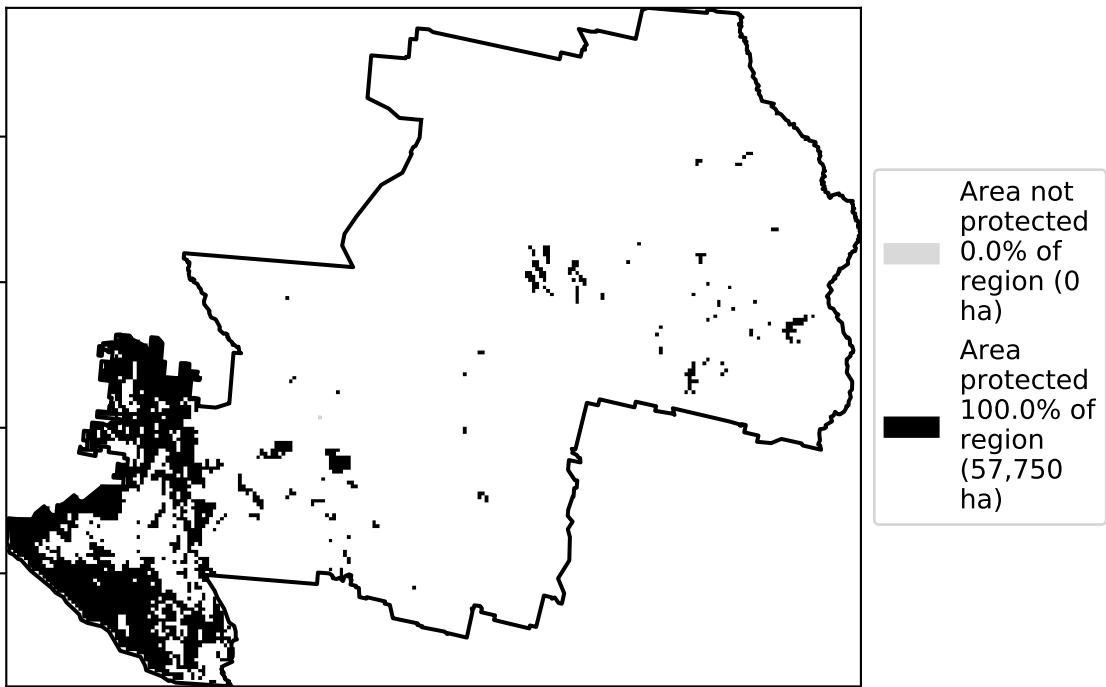 Area not
protected
0.0% of
region (0
ha)
Area
protected
100.0% of
region
(57,750
ha)